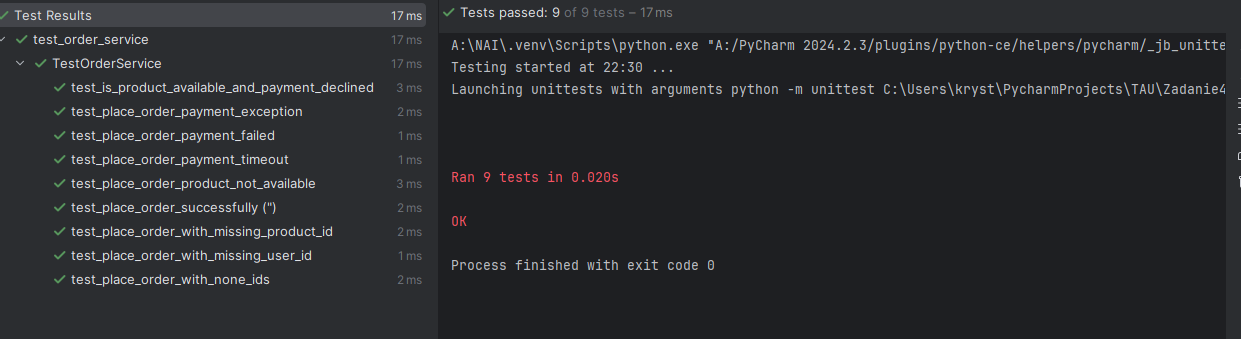 Test Results 17 ms
test_order_service 17 ms
TestOrderService 17 ms
test_is_product_available_and_payment_declined 3 ms
test_place_order_payment_exception 2 ms
test_place_order_payment_failed 1 ms
test_place_order_payment_timeout 1 ms
test_place_order_product_not_available 3 ms
test_place_order_successfully ('') 2 ms
test_place_order_with_missing_product_id 2 ms
test_place_order_with_missing_user_id 1 ms
test_place_order_with_none_ids 2 ms
Tests passed: 9 of 9 tests – 17 ms
A:\NAI\.venv\Scripts\python.exe "A:/PyCharm 2024.2.3/plugins/python-ce/helpers/pycharm/_jb_unitte
Testing started at 22:30 ...
Launching unittests with arguments python -m unittest C:\Users\kryst\PycharmProjects\TAU\Zadanie4
Ran 9 tests in 0.020s
OK
Process finished with exit code 0